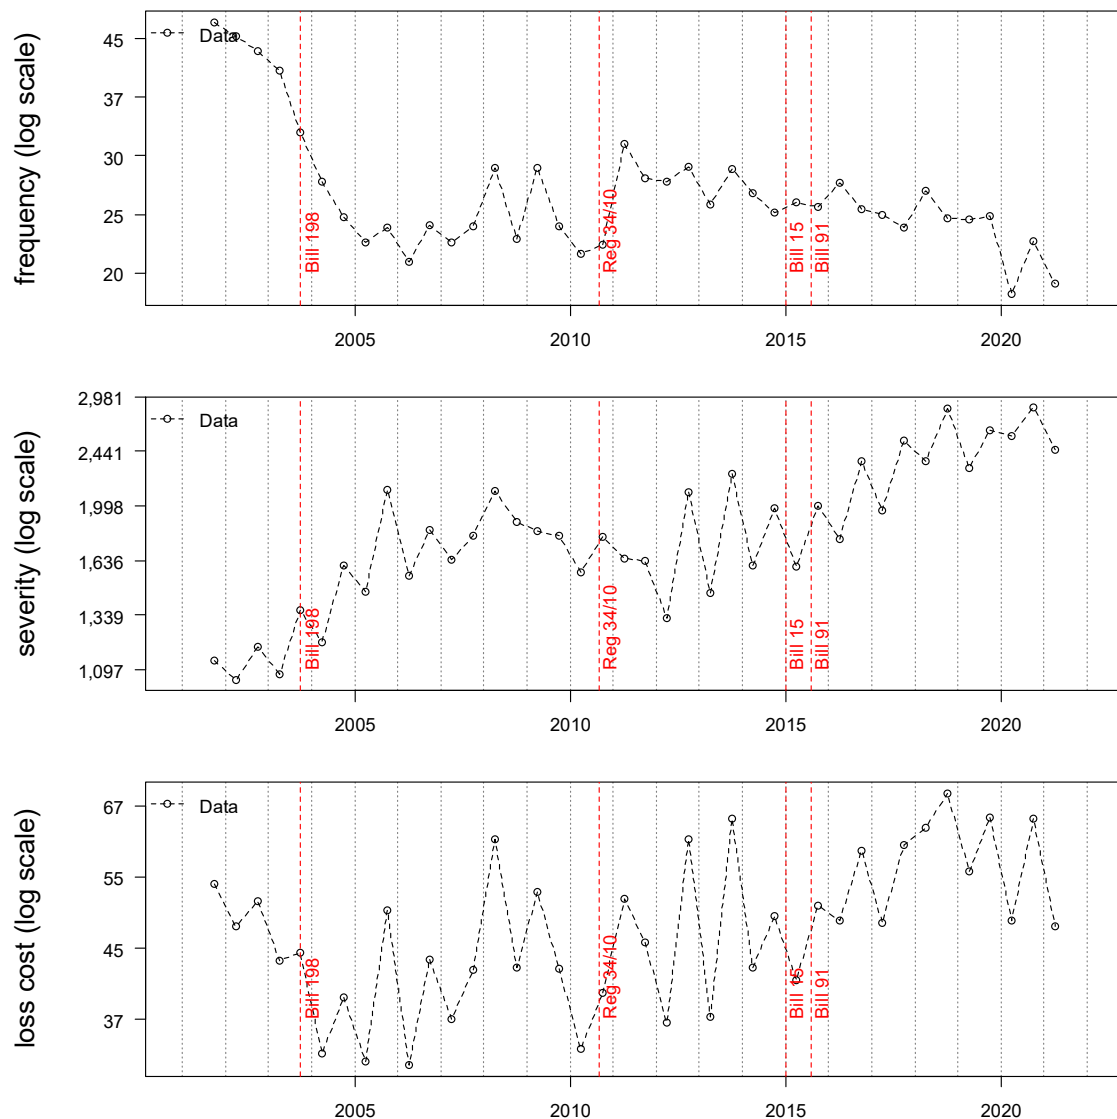 frequency (log scale)
45
37
30
25
20
Data
Bill 198
Reg 34/10
Bill 15
Bill 91
2005
2010
2015
2020
severity (log scale)
2,981
2,441
1,998
1,636
1,339
1,097
Data
Bill 198
Reg 34/10
Bill 15
Bill 91
2005
2010
2015
2020
loss cost (log scale)
67
55
45
37
Data
Bill 198
Reg 34/10
Bill 15
Bill 91
2005
2010
2015
2020